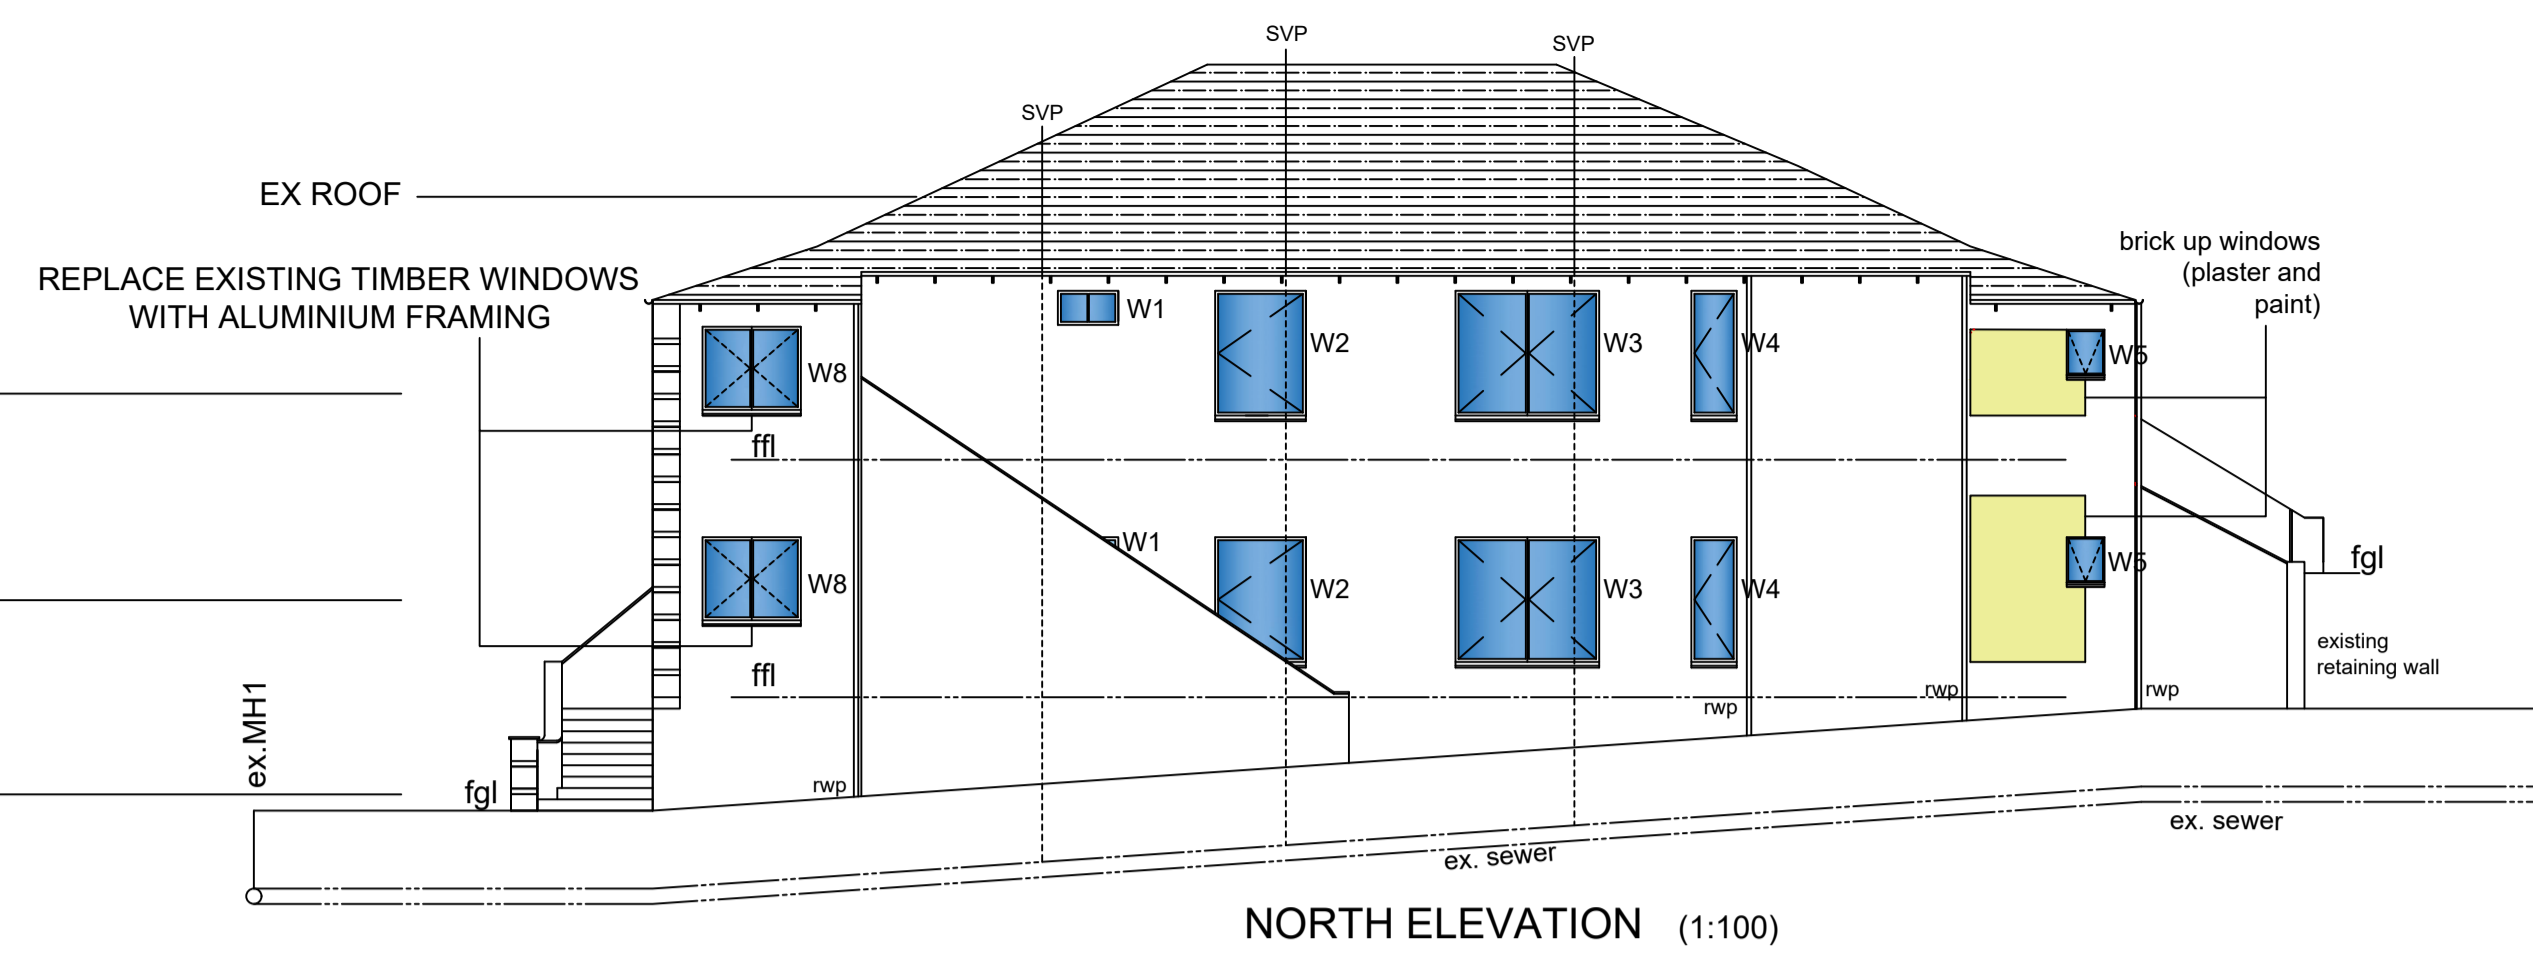 SVP
SVP
SVP
EX ROOF
brick up windows
(plaster and
paint)
REPLACE EXISTING TIMBER WINDOWS
WITH ALUMINIUM FRAMING
W1
W2
W3
W4
W5
W8
ffl
W1
W2
W3
W4
W5
W8
fgl
existing
retaining wall
ffl
rwp
rwp
rwp
rwp
ex.MH1
fgl
ex. sewer
ex. sewer
NORTH ELEVATION (1:100)